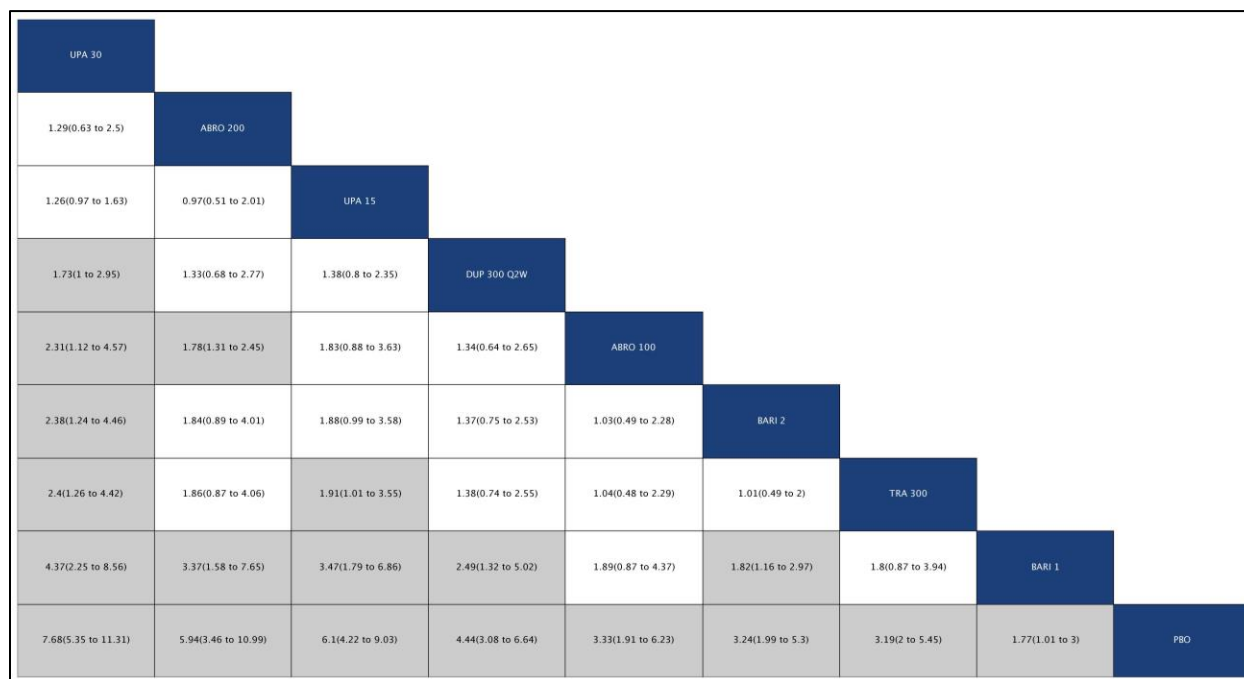 UPA 30
1.29(0.63 to 2.5) ABRO 200
1.26(0.97 to 1.63) 0.97(0.51 to 2.01) UPA 15
1.73(1 to 2.95) 1.33(0.68 to 2.77) 1.38(0.8 to 2.35) DUP 300 Q2W
2.31(1.12 to 4.57) 1.78(1.31 to 2.45) 1.83(0.88 to 3.63) 1.34(0.64 to 2.65) ABRO 100
2.38(1.24 to 4.46) 1.84(0.89 to 4.01) 1.88(0.99 to 3.58) 1.37(0.75 to 2.53) 1.03(0.49 to 2.28) BARI 2
2.4(1.26 to 4.42) 1.86(0.87 to 4.06) 1.91(1.01 to 3.55) 1.38(0.74 to 2.55) 1.04(0.48 to 2.29) 1.01(0.49 to 2) TRA 300
4.37(2.25 to 8.56) 3.37(1.58 to 7.65) 3.47(1.79 to 6.86) 2.49(1.32 to 5.02) 1.89(0.87 to 4.37) 1.82(1.16 to 2.97) 1.8(0.87 to 3.94) BARI 1
7.68(5.35 to 11.31) 5.94(3.46 to 10.99) 6.1(4.22 to 9.03) 4.44(3.08 to 6.64) 3.33(1.91 to 6.23) 3.24(1.99 to 5.3) 3.19(2 to 5.45) 1.77(1.01 to 3) PBO